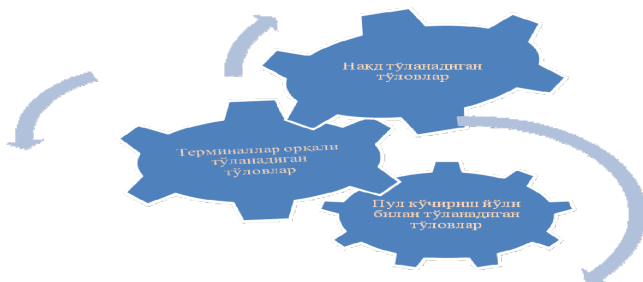 Нақд тўланадиган
тўловлар
Терминаллар орқали
тўланадиган
тўловлар
Пул кўчириш йўли
билан тўланадиган
тўловлар